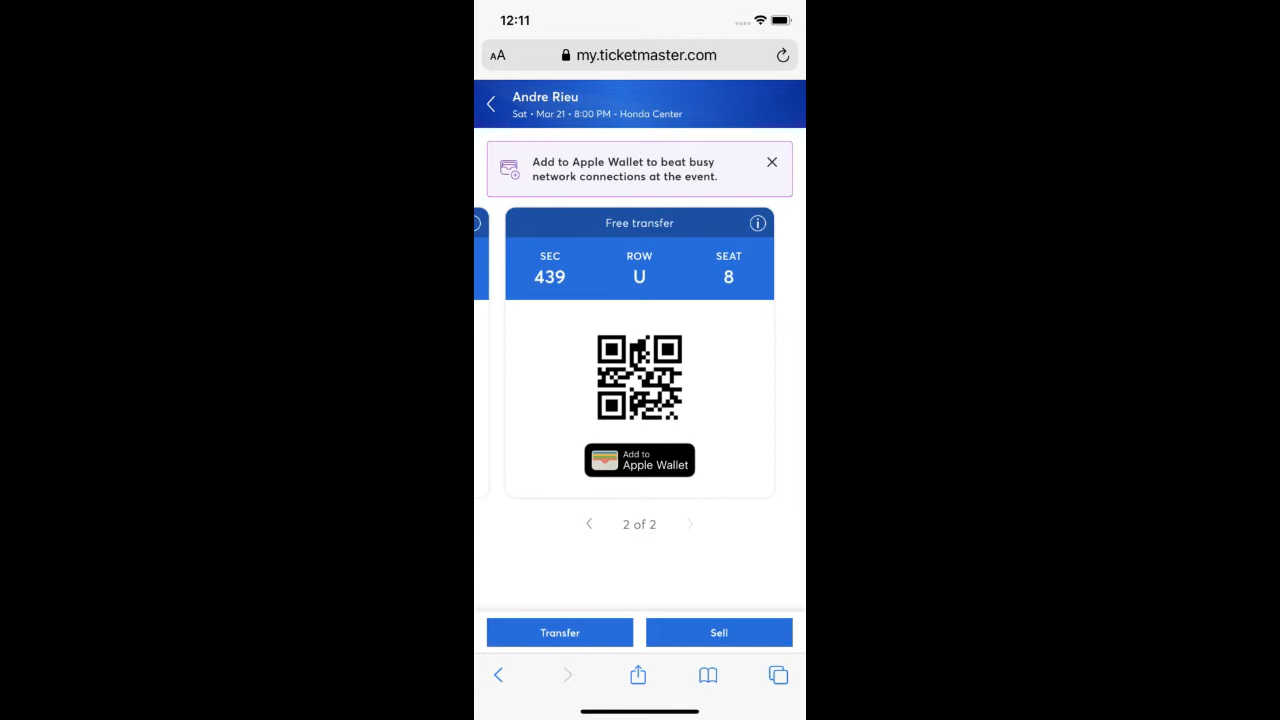 12:11
AA my.ticketmaster.com
Andre Rieu
Sat • Mar 21 • 8:00 PM - Honda Center
Add to Apple Wallet to beat busy
network connections at the event.
Free transfer
SEC ROW SEAT
439 U 8
Add to
Apple Wallet
2 of 2
Transfer Sell